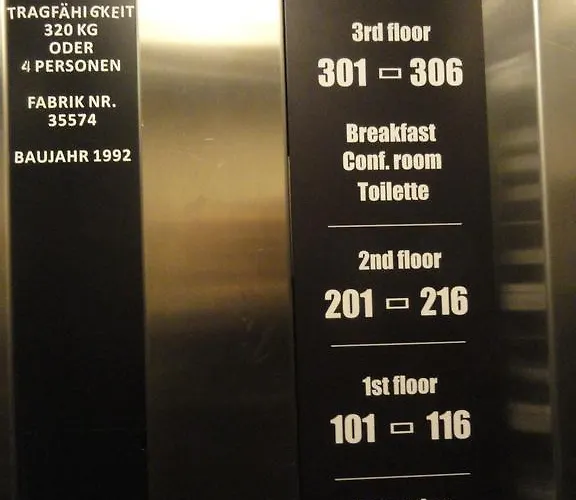 TRAGFÄHIGKEIT
320 KG
ODER
4 PERSONEN
FABRIK NR.
35574
BAUJAHR 1992
3rd floor
301 ▭ 306
Breakfast
Conf. room
Toilette
2nd floor
201 ▭ 216
1st floor
101 ▭ 116